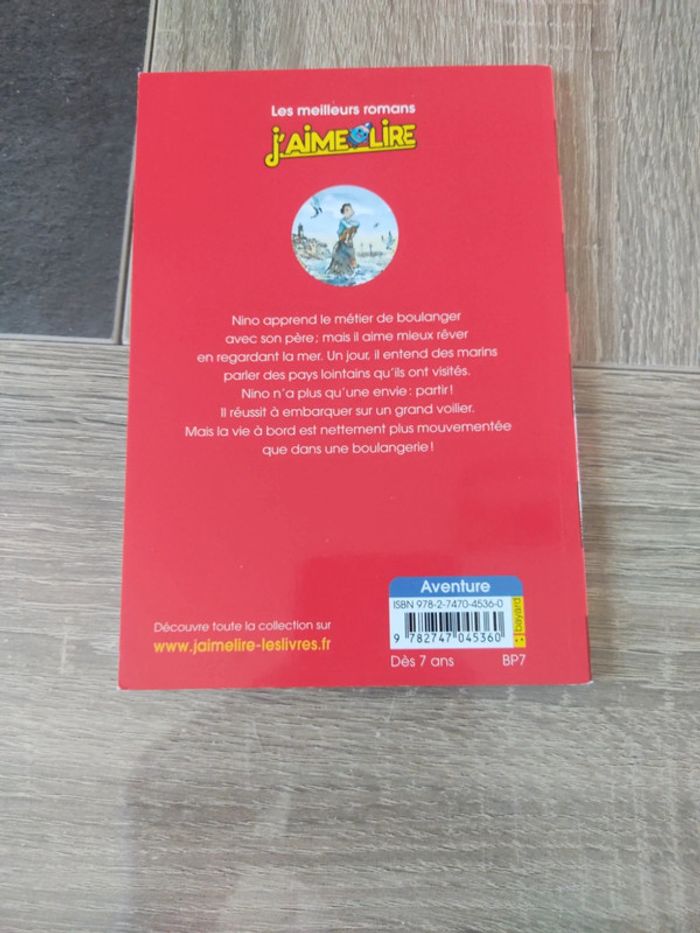 Les meilleurs romans
J'AIME LIRE
Nino apprend le métier de boulanger
avec son père ; mais il aime mieux rêver
en regardant la mer. Un jour, il entend des marins
parler des pays lointains qu'ils ont visités.
Nino n'a plus qu'une envie : partir !
Il réussit à embarquer sur un grand voilier.
Mais la vie à bord est nettement plus mouvementée
que dans une boulangerie !
Aventure
ISBN 978-2-7470-4536-0
9 782747 045360
bayard
Dès 7 ans
BP7
Découvre toute la collection sur
www.jaimelire-leslivres.fr